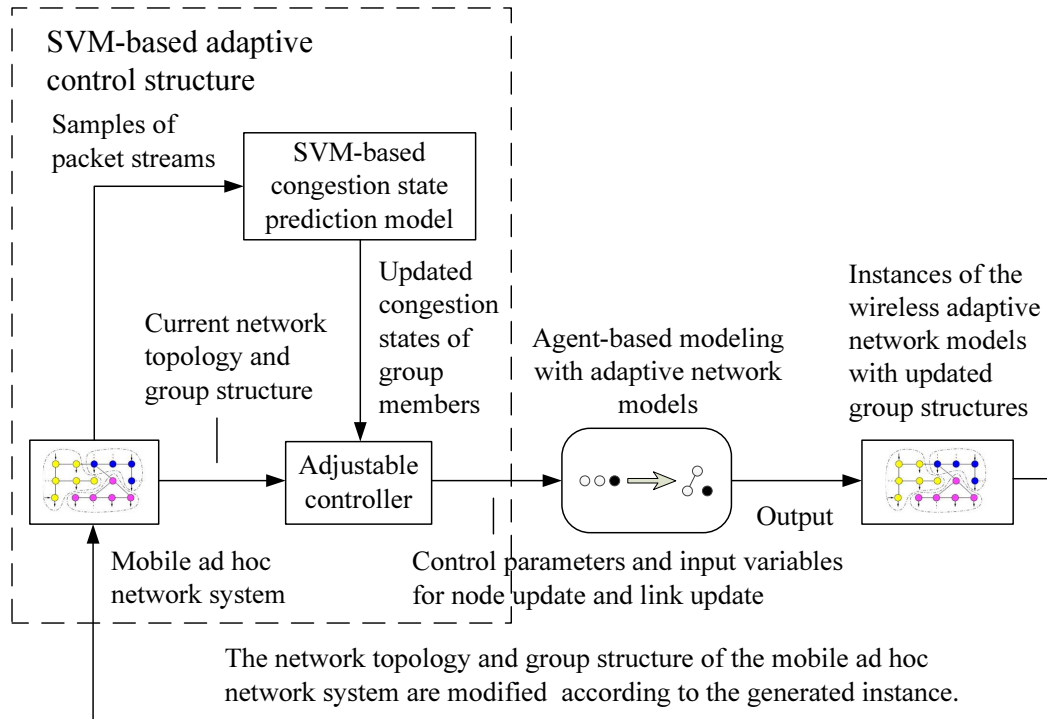 SVM-based adaptive
control structure
Samples of
packet streams
SVM-based
congestion state
prediction model
Updated
congestion
states of
group
members
Current network
topology and
group structure
Adjustable
controller
Mobile ad hoc
network system
Agent-based modeling
with adaptive network
models
Control parameters and input variables
for node update and link update
Output
Instances of the
wireless adaptive
network models
with updated
group structures
The network topology and group structure of the mobile ad hoc
network system are modified according to the generated instance.